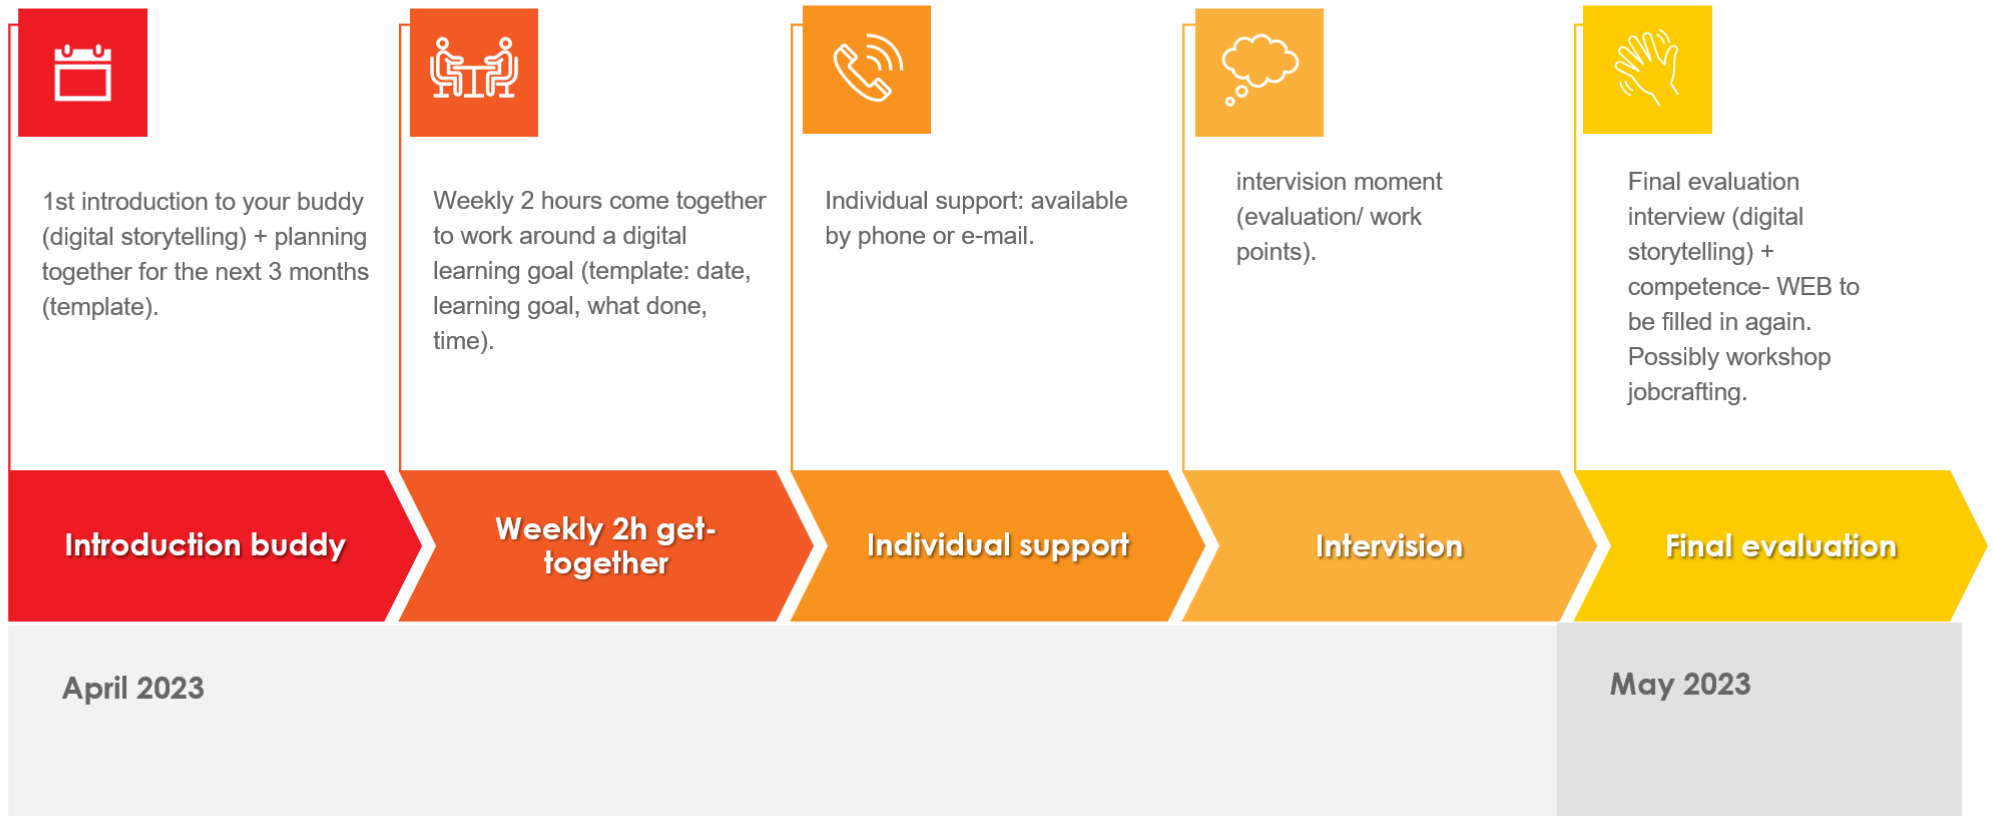 1st introduction to your buddy
(digital storytelling) + planning
together for the next 3 months
(template).
Weekly 2 hours come together
to work around a digital
learning goal (template: date,
learning goal, what done,
time).
Individual support: available
by phone or e-mail.
intervision moment
(evaluation/ work
points).
Final evaluation
interview (digital
storytelling) +
competence- WEB to
be filled in again.
Possibly workshop
jobcrafting.
Introduction buddy
Weekly 2h get-
together
Individual support
Intervision
Final evaluation
April 2023
May 2023